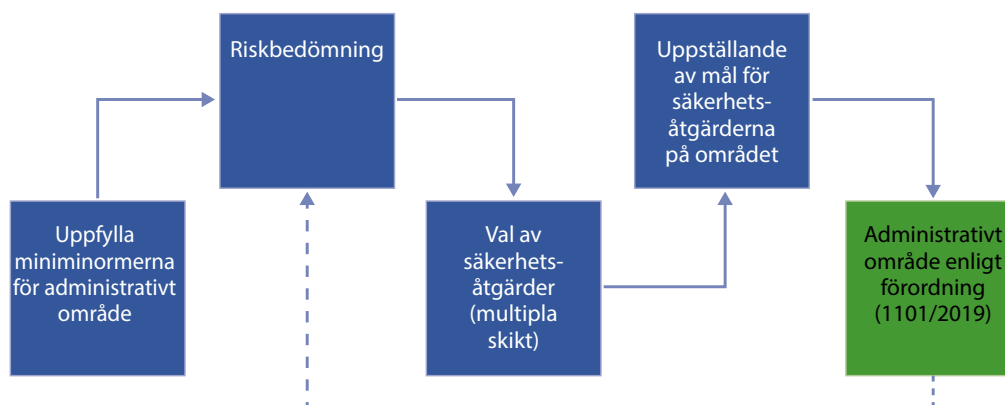 Uppfylla
miniminormerna
för administrativt
område
Riskbedömning
Val av
säkerhets-
åtgärder
(multipla
skikt)
Uppställande
av mål för
säkerhets-
åtgärderna
på området
Administrativt
område enligt
förordning
(1101/2019)